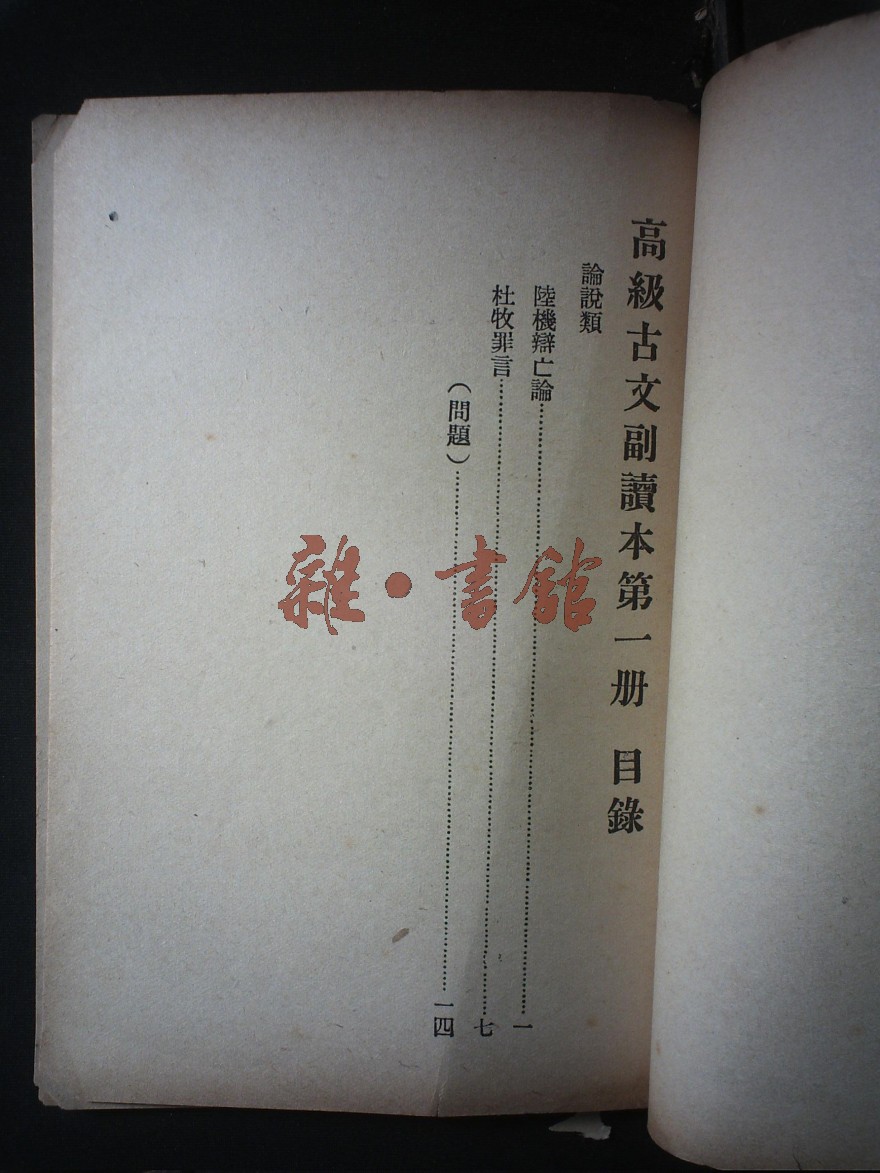 高級古文副讀本第一册 目錄
論說類
陸機辯亡論……一
杜牧罪言……七
(問題)……一四
雜·書館